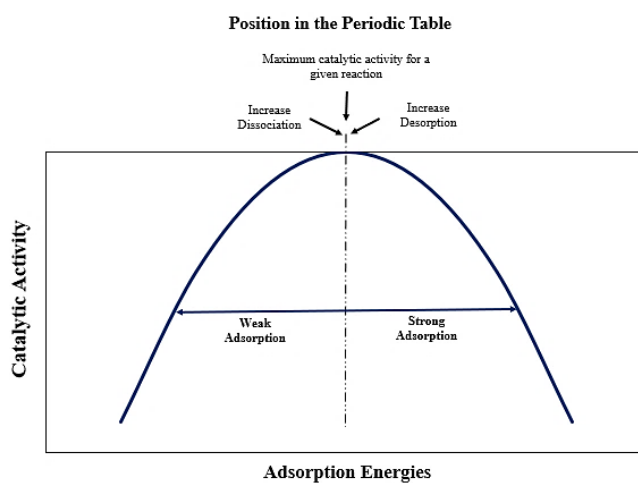 Position in the Periodic Table
Maximum catalytic activity for a
given reaction
Increase
Dissociation
Increase
Desorption
Catalytic Activity
Weak
Adsorption
Strong
Adsorption
Adsorption Energies